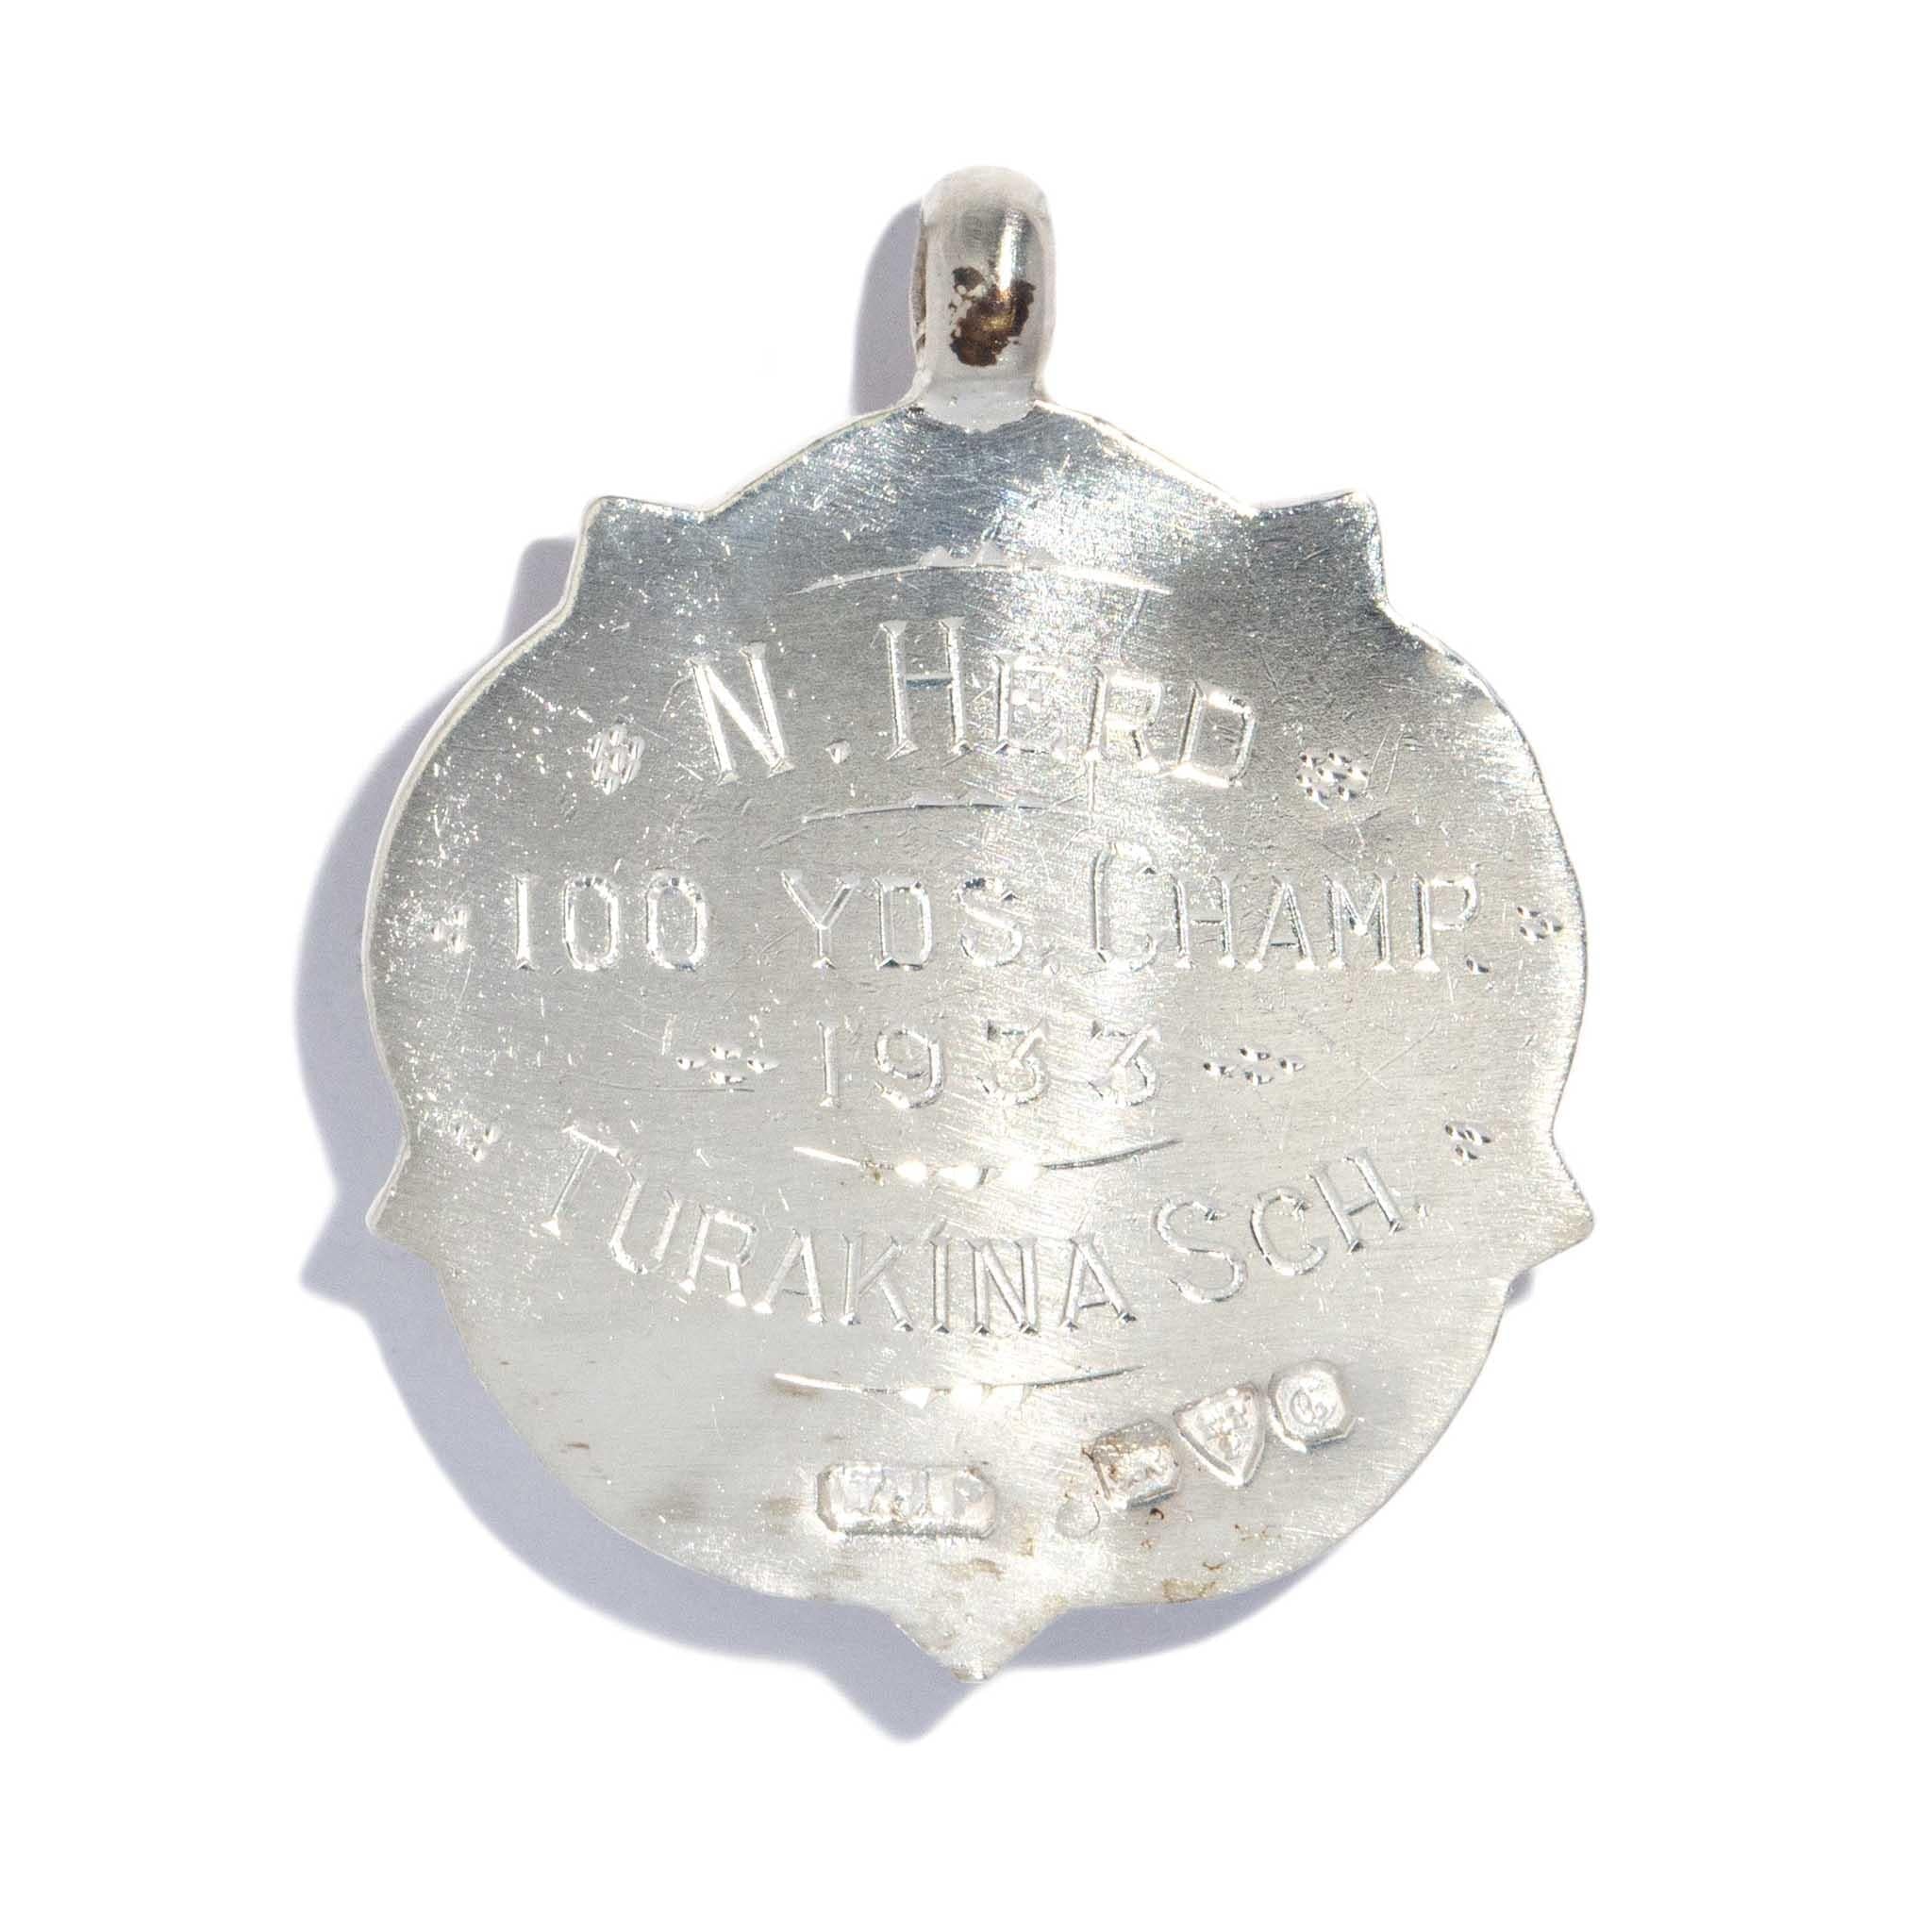 N. HERD
100 YDS. CHAMP.
1933
TURAKINA SCH.